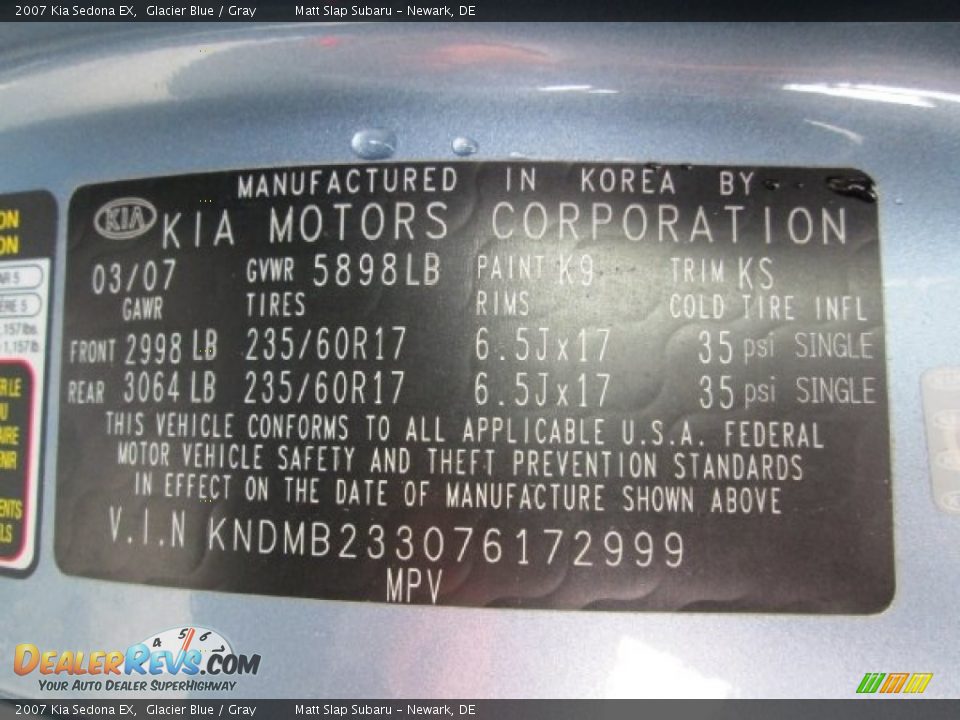 2007 Kia Sedona EX,  Glacier Blue / Gray        Matt Slap Subaru - Newark, DE
MANUFACTURED IN KOREA BY
KIA KIA MOTORS CORPORATION
03/07 GVWR 5898LB PAINT K9 TRIM KS
GAWR TIRES RIMS COLD TIRE INFL
FRONT 2998 LB 235/60R17 6.5Jx17 35 psi SINGLE
REAR 3064 LB 235/60R17 6.5Jx17 35 psi SINGLE
THIS VEHICLE CONFORMS TO ALL APPLICABLE U.S.A. FEDERAL
MOTOR VEHICLE SAFETY AND THEFT PREVENTION STANDARDS
IN EFFECT ON THE DATE OF MANUFACTURE SHOWN ABOVE
V.I.N KNDMB233076172999
MPV
4 5 6
DEALERREVS.COM
YOUR AUTO DEALER SUPERHIGHWAY
2007 Kia Sedona EX,  Glacier Blue / Gray        Matt Slap Subaru - Newark, DE